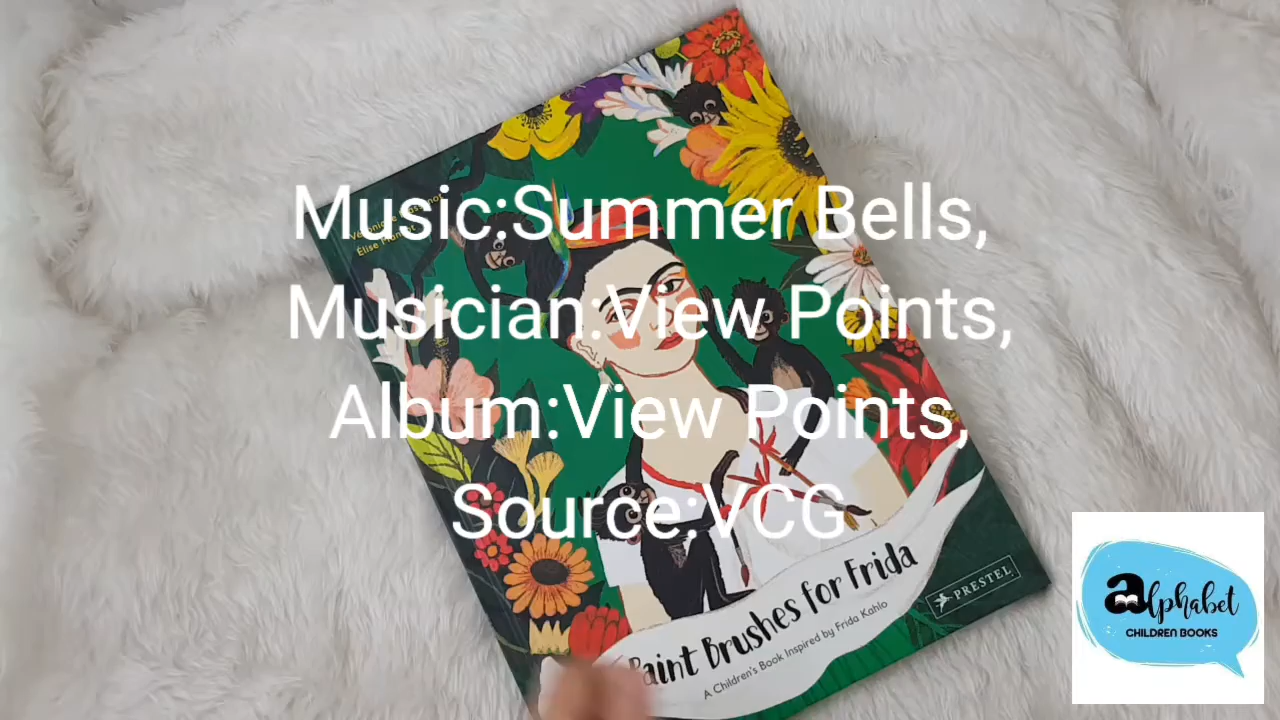 Music:Summer Bells,
Musician:View Points,
Album:View Points,
Source:VCG
Élise
Paint Brushes for Frida
A Children's Book Inspired by Frida Kahlo
PRESTEL
alphabet
CHILDREN BOOKS